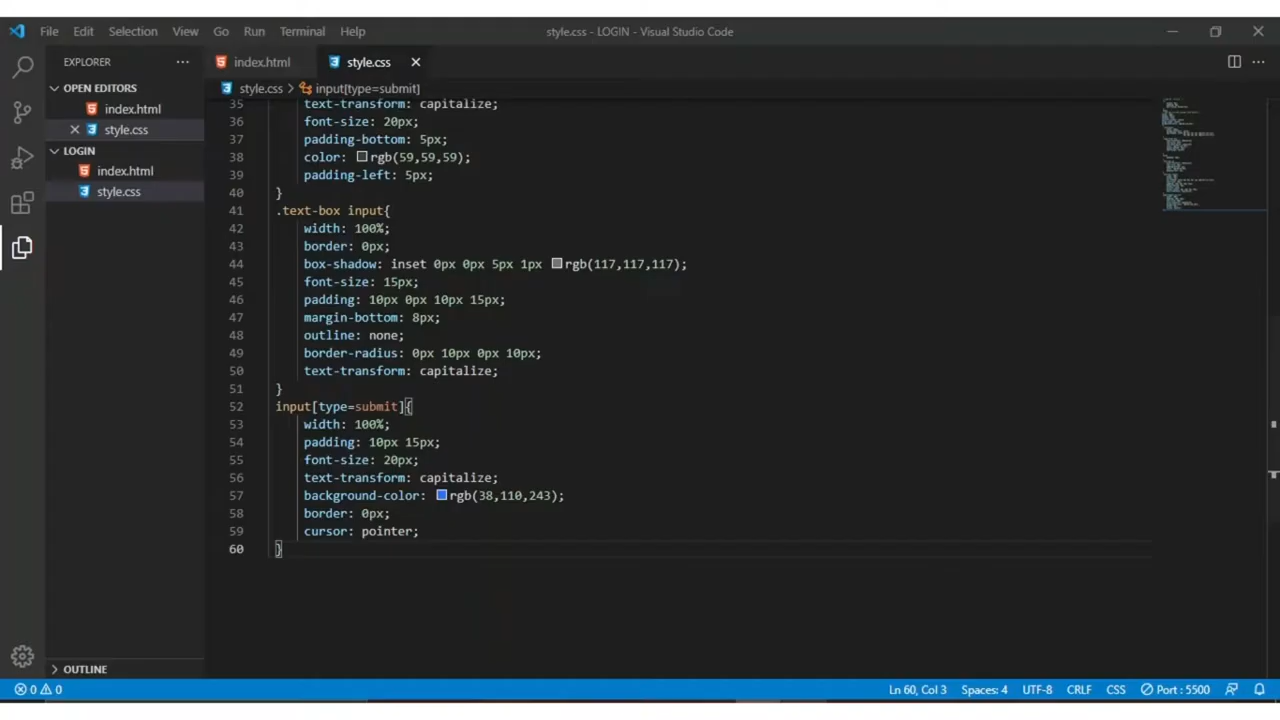 File Edit Selection View Go Run Terminal Help
style.css - LOGIN - Visual Studio Code
EXPLORER
OPEN EDITORS
index.html
style.css
LOGIN
index.html
style.css
OUTLINE
index.html
style.css
style.css > input[type=submit]
35 text-transform: capitalize;
36 font-size: 20px;
37 padding-bottom: 5px;
38 color: rgb(59,59,59);
39 padding-left: 5px;
40 }
41 .text-box input{
42 width: 100%;
43 border: 0px;
44 box-shadow: inset 0px 0px 5px 1px rgb(117,117,117);
45 font-size: 15px;
46 padding: 10px 0px 10px 15px;
47 margin-bottom: 8px;
48 outline: none;
49 border-radius: 0px 10px 0px 10px;
50 text-transform: capitalize;
51 }
52 input[type=submit]{
53 width: 100%;
54 padding: 10px 15px;
55 font-size: 20px;
56 text-transform: capitalize;
57 background-color: rgb(38,110,243);
58 border: 0px;
59 cursor: pointer;
60 }
0 0
Ln 60, Col 3 Spaces: 4 UTF-8 CRLF CSS Port : 5500